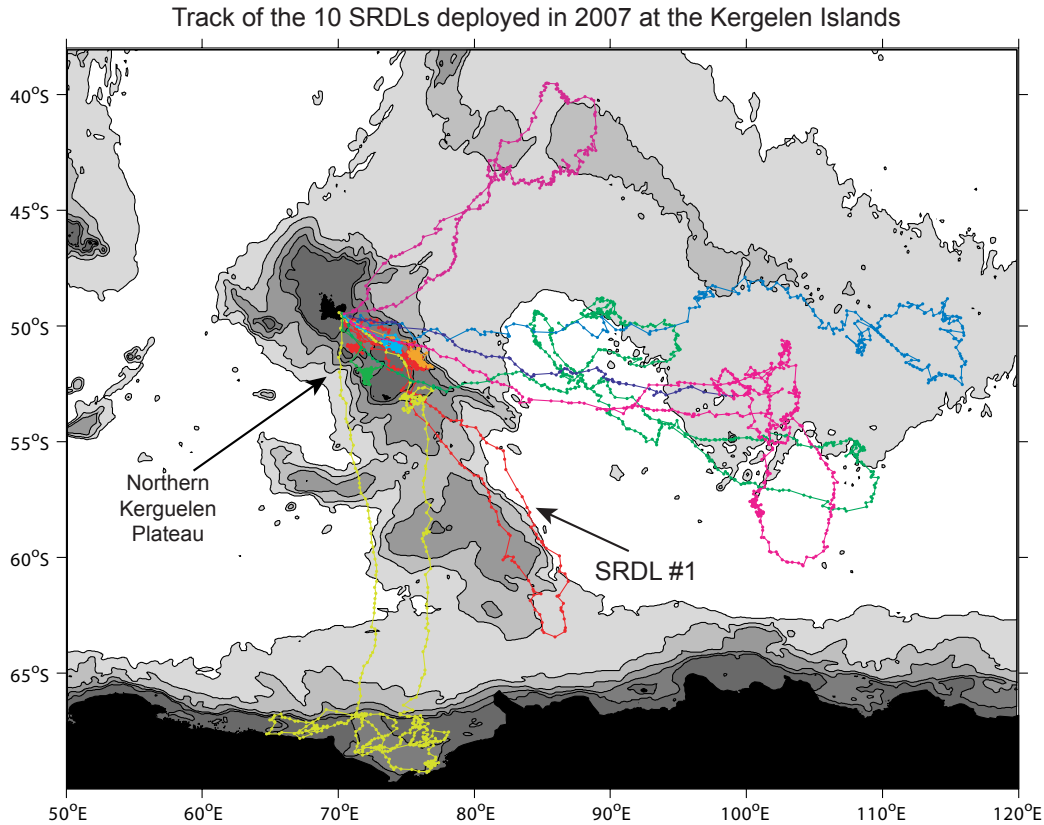 Track of the 10 SRDLs deployed in 2007 at the Kergelen Islands
40°S
45°S
50°S
55°S
60°S
65°S
Northern
Kerguelen
Plateau
SRDL #1
50°E
60°E
70°E
80°E
90°E
100°E
110°E
120°E